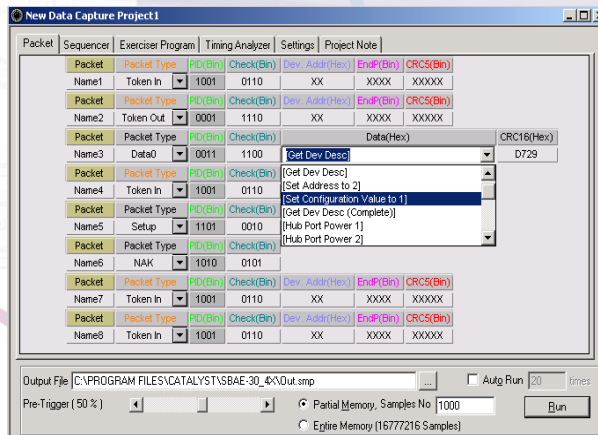 New Data Capture Project1
Packet Sequencer Exerciser Program Timing Analyzer Settings Project Note
Packet Packet Type PID(Bin) Check(Bin) Dev. Addr(Hex) EndP(Bin) CRC5(Bin)
Name1 Token In 1001 0110 XX XXXX XXXXX
Packet Packet Type PID(Bin) Check(Bin) Dev. Addr(Hex) EndP(Bin) CRC5(Bin)
Name2 Token Out 0001 1110 XX XXXX XXXXX
Packet Packet Type PID(Bin) Check(Bin) Data(Hex) CRC16(Hex)
Name3 Data0 0011 1100 [Get Dev Desc] D729
Packet Packet Type PID(Bin) Check(Bin) [Get Dev Desc]
[Set Address to 2]
Name4 Token In 1001 0110 [Set Configuration Value to 1]
Packet Packet Type PID(Bin) Check(Bin) [Get Dev Desc (Complete)]
Name5 Setup 1101 0010 [Hub Port Power 1]
[Hub Port Power 2]
Packet Packet Type PID(Bin) Check(Bin)
Name6 NAK 1010 0101
Packet Packet Type PID(Bin) Check(Bin) Dev. Addr(Hex) EndP(Bin) CRC5(Bin)
Name7 Token In 1001 0110 XX XXXX XXXXX
Packet Packet Type PID(Bin) Check(Bin) Dev. Addr(Hex) EndP(Bin) CRC5(Bin)
Name8 Token In 1001 0110 XX XXXX XXXXX
Output File C:\PROGRAM FILES\CATALYST\SBAE-30_4X\Out.smp ... Auto Run 20 times
Pre-Trigger ( 50 % ) Partial Memory, Samples No 1000 Run
Entire Memory (16777216 Samples)